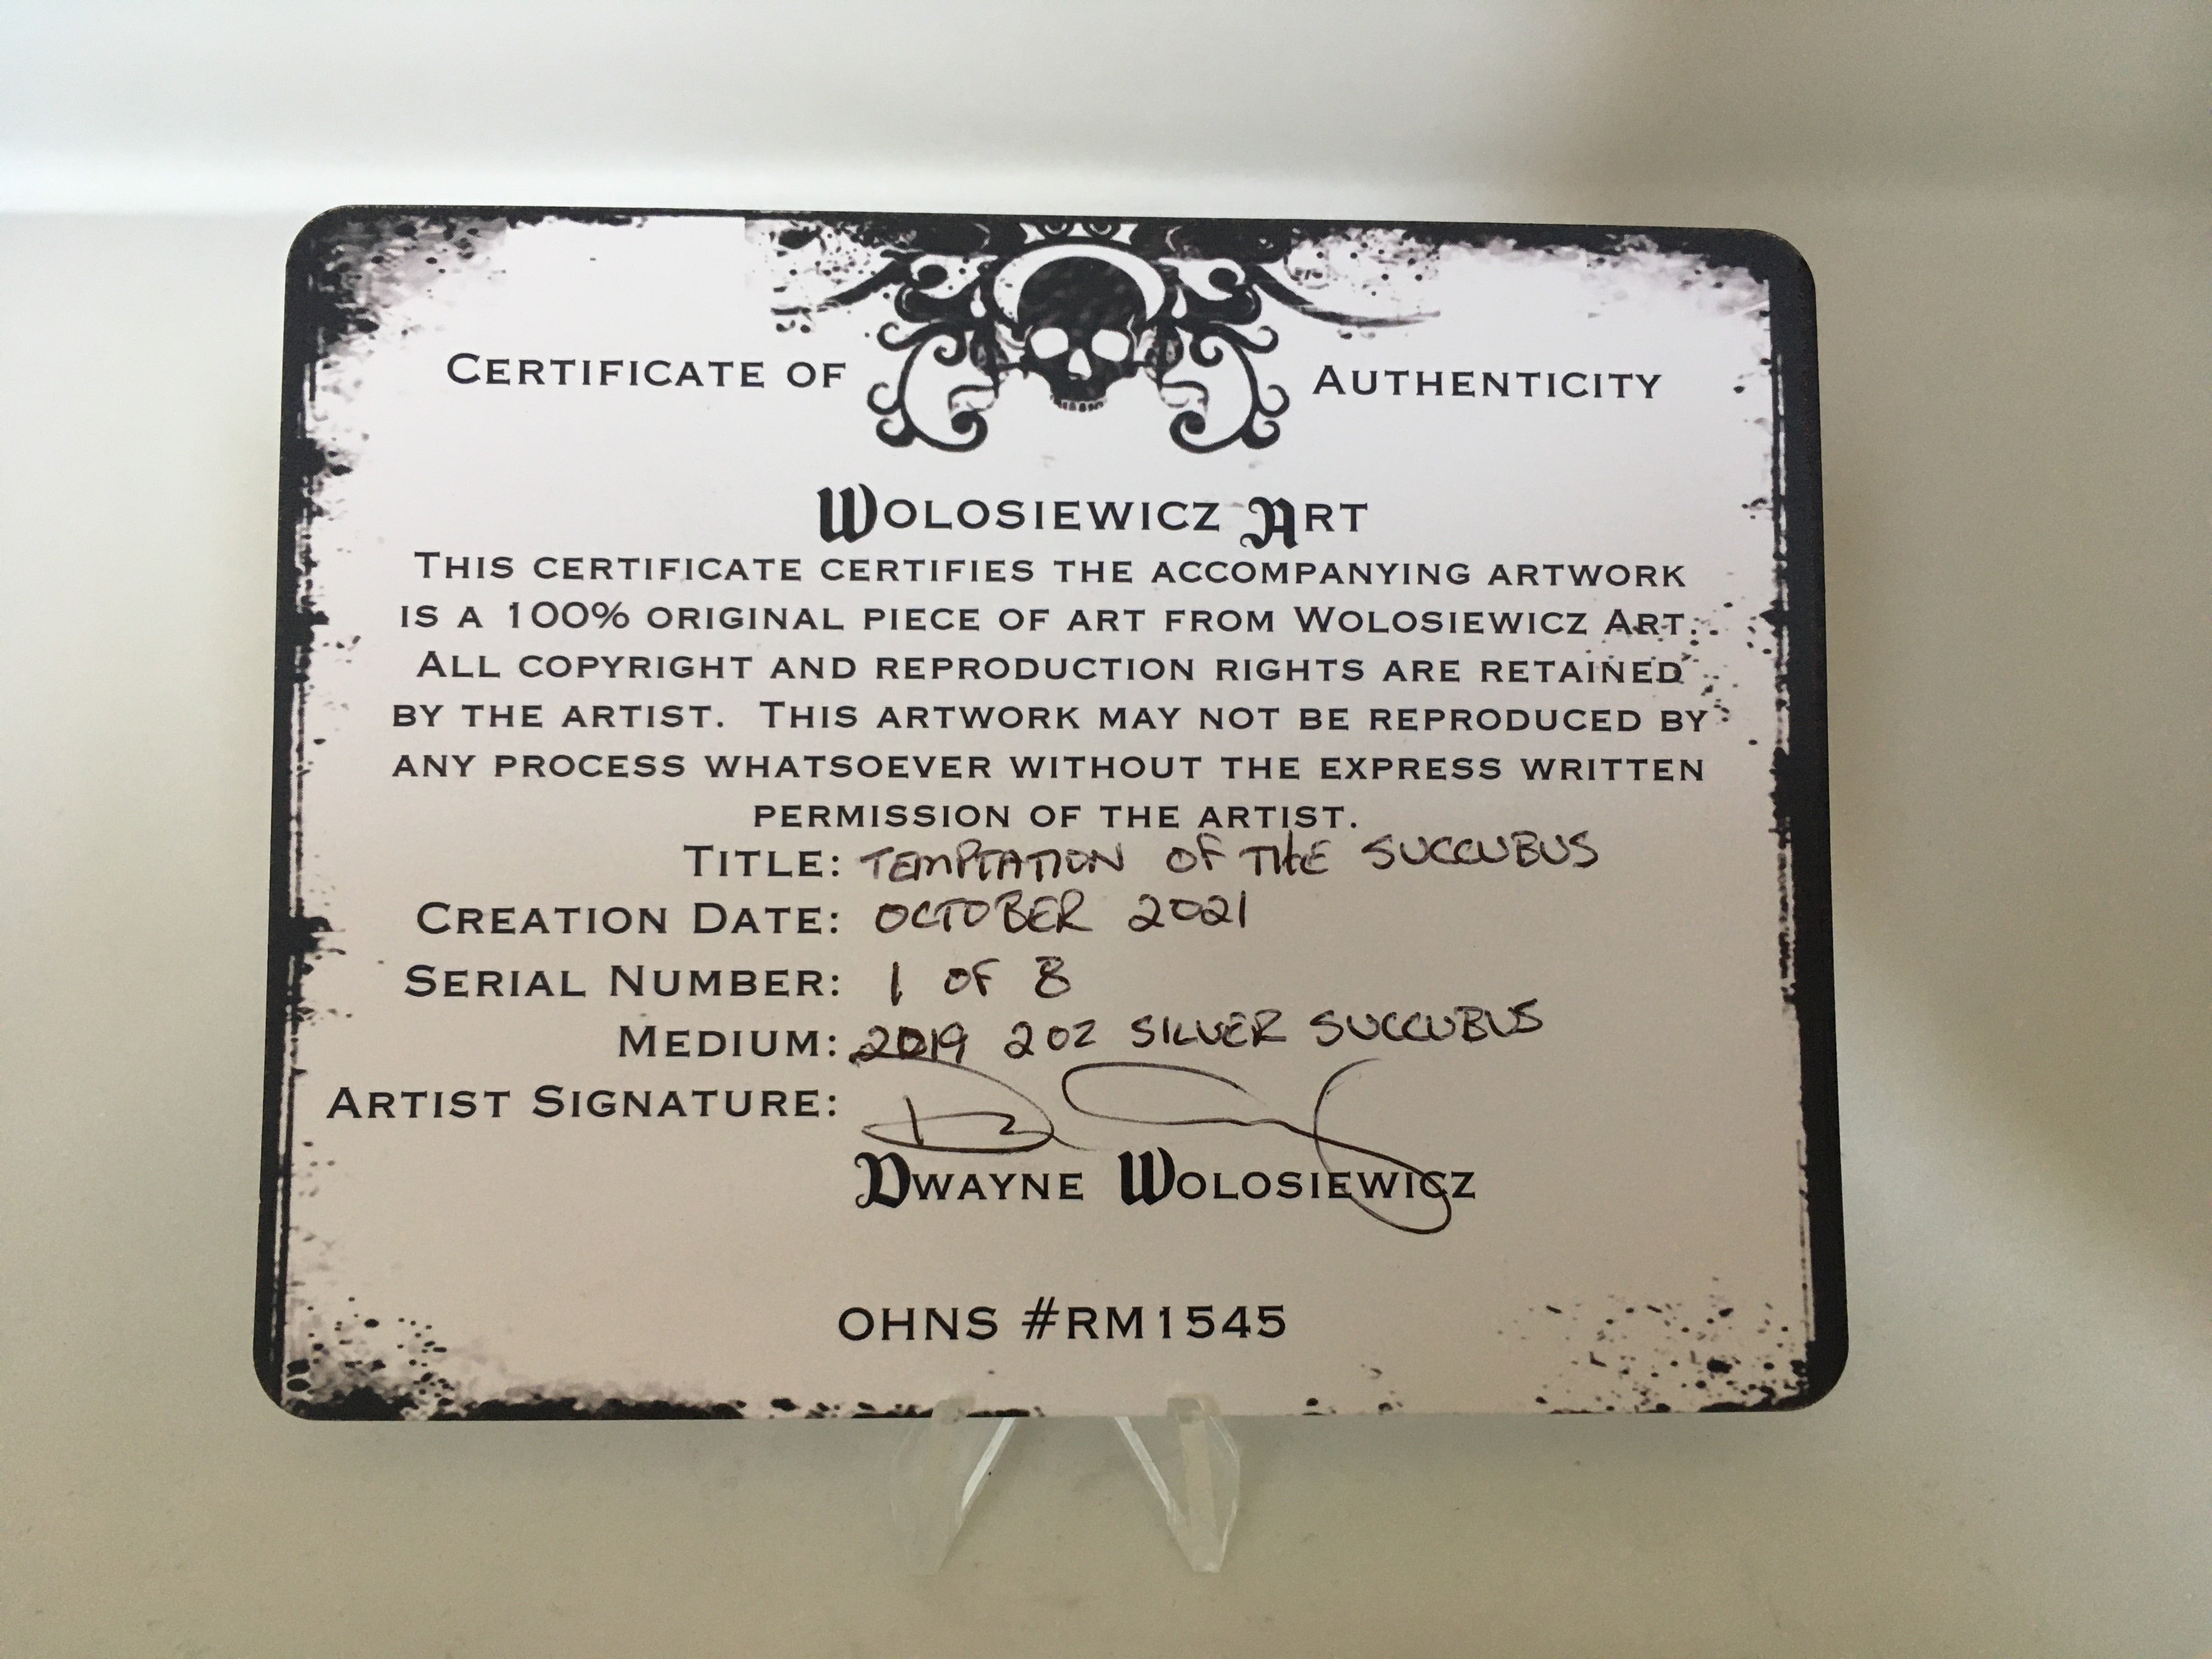 CERTIFICATE OF AUTHENTICITY
WOLOSIEWICZ ART
THIS CERTIFICATE CERTIFIES THE ACCOMPANYING ARTWORK
IS A 100% ORIGINAL PIECE OF ART FROM WOLOSIEWICZ ART.
ALL COPYRIGHT AND REPRODUCTION RIGHTS ARE RETAINED
BY THE ARTIST. THIS ARTWORK MAY NOT BE REPRODUCED BY
ANY PROCESS WHATSOEVER WITHOUT THE EXPRESS WRITTEN
PERMISSION OF THE ARTIST.
TITLE: TEMPTATION OF THE SUCCUBUS
CREATION DATE: OCTOBER 2021
SERIAL NUMBER: 1 OF 8
MEDIUM: 2019 2OZ SILVER SUCCUBUS
ARTIST SIGNATURE:
DWAYNE WOLOSIEWICZ
OHNS #RM1545